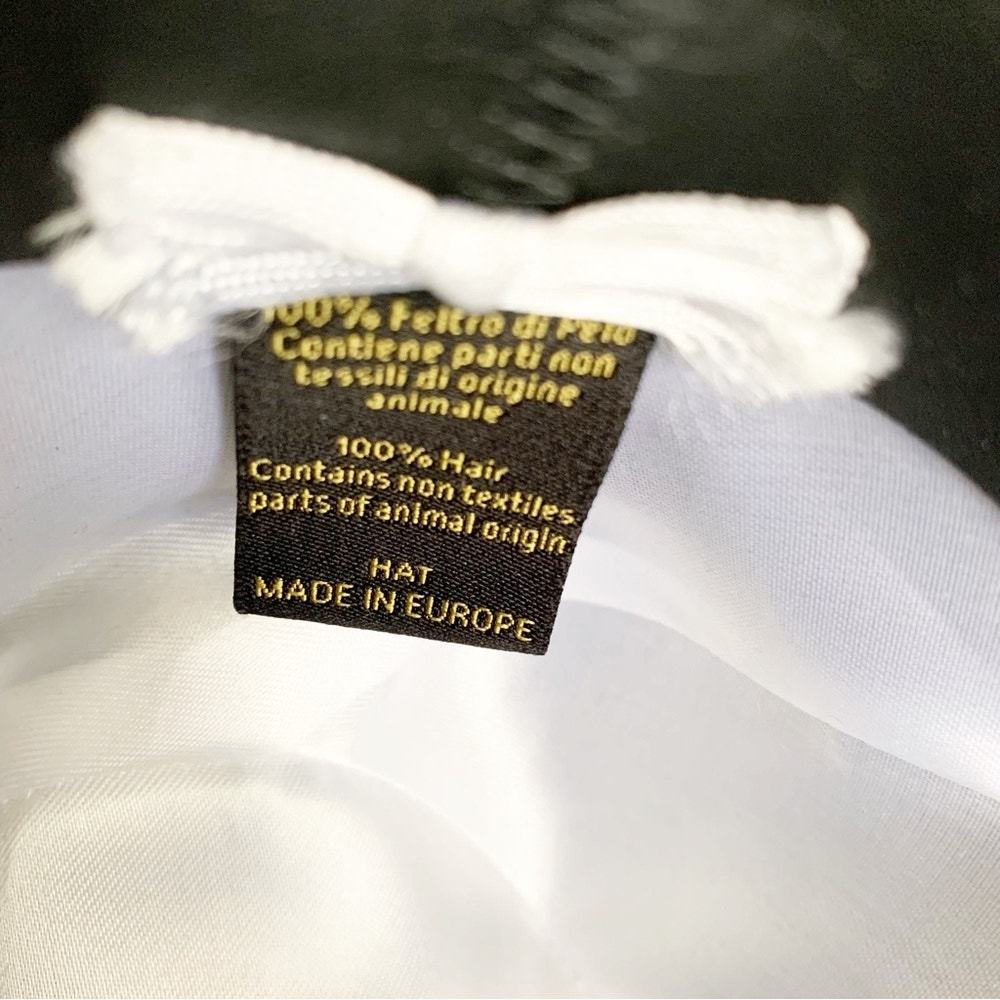 100% Feltro di Pelo
Contiene parti non
tessili di origine
animale
100% Hair
Contains non textiles
parts of animal origin
HAT
MADE IN EUROPE